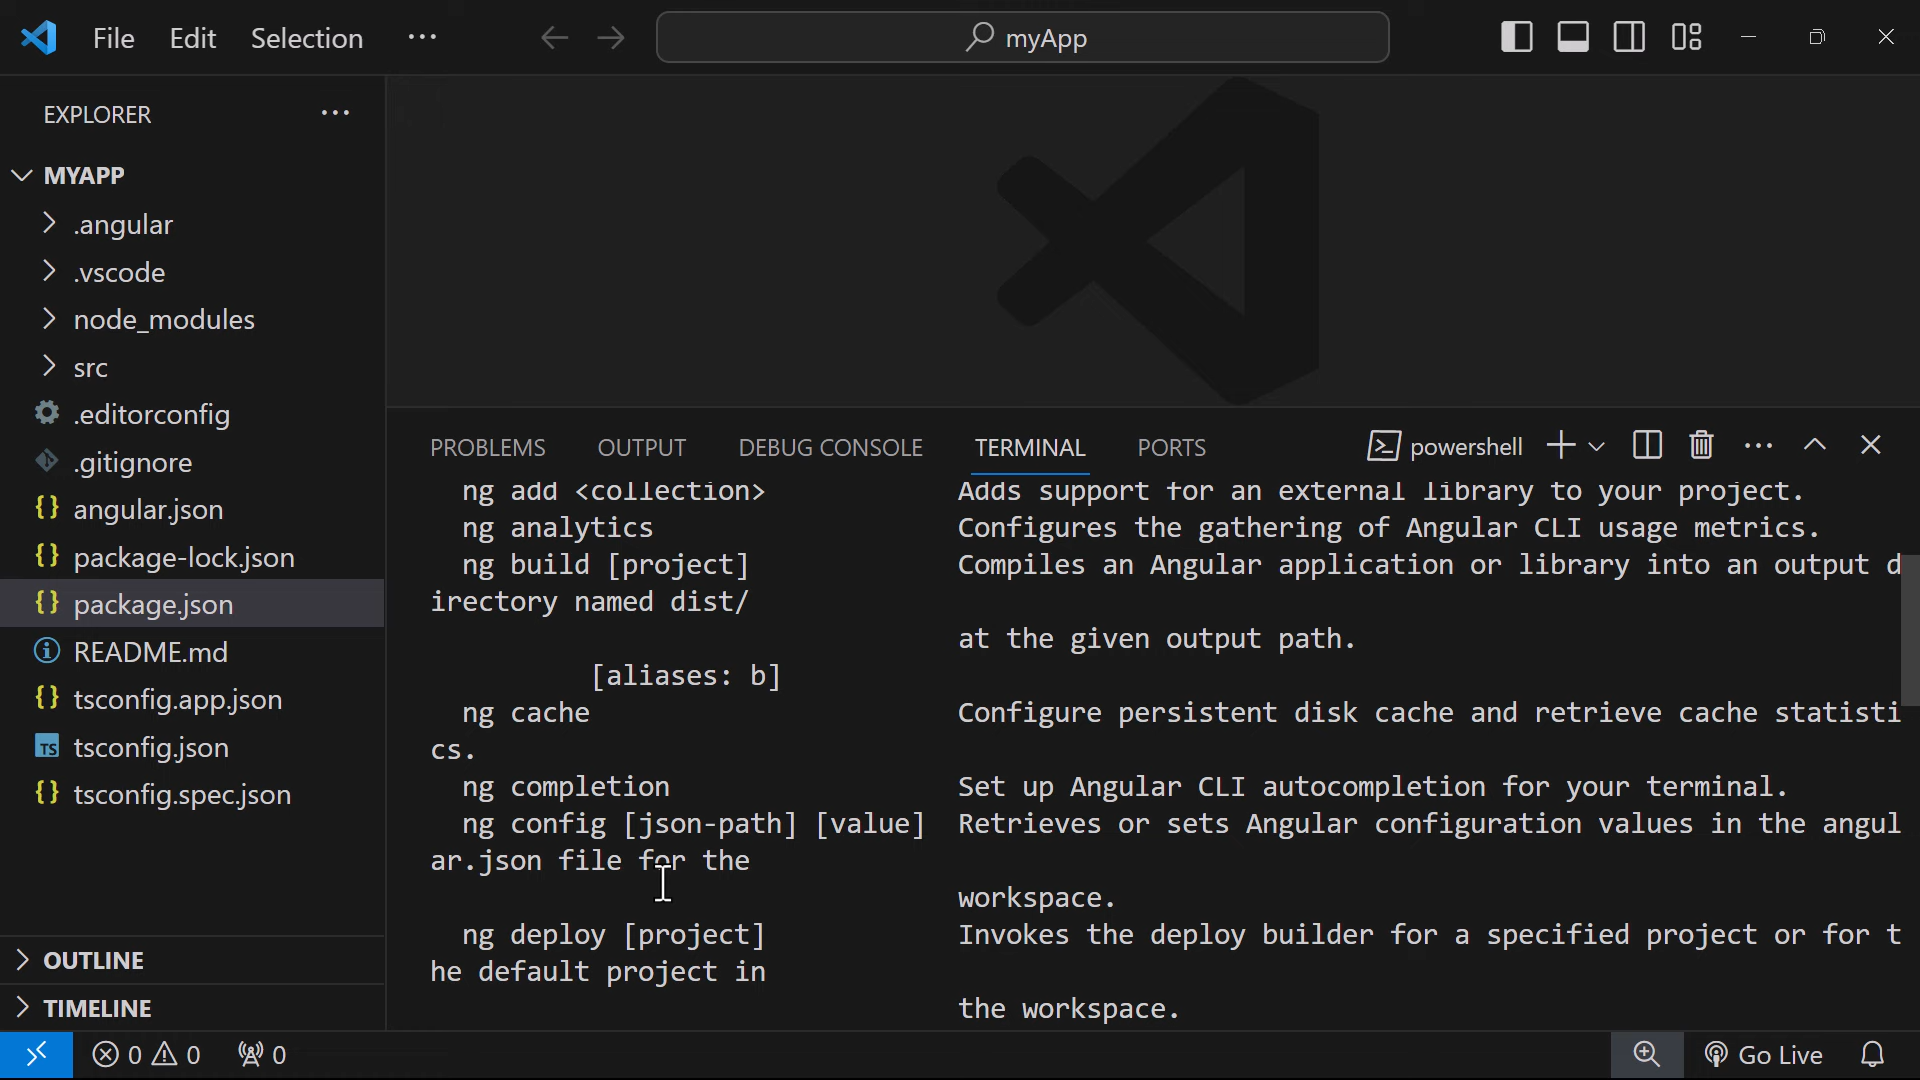 File Edit Selection ··· myApp
EXPLORER ···
MYAPP
.angular
.vscode
node_modules
src
.editorconfig
.gitignore
{} angular.json
{} package-lock.json
{} package.json
README.md
{} tsconfig.app.json
TS tsconfig.json
{} tsconfig.spec.json
OUTLINE
TIMELINE
PROBLEMS OUTPUT DEBUG CONSOLE TERMINAL PORTS powershell
ng add <collection> Adds support for an external library to your project.
ng analytics Configures the gathering of Angular CLI usage metrics.
ng build [project] Compiles an Angular application or library into an output d
irectory named dist/
at the given output path.
[aliases: b]
ng cache Configure persistent disk cache and retrieve cache statisti
cs.
ng completion Set up Angular CLI autocompletion for your terminal.
ng config [json-path] [value] Retrieves or sets Angular configuration values in the angul
ar.json file for the
workspace.
ng deploy [project] Invokes the deploy builder for a specified project or for t
he default project in
the workspace.
0 0 0 Go Live